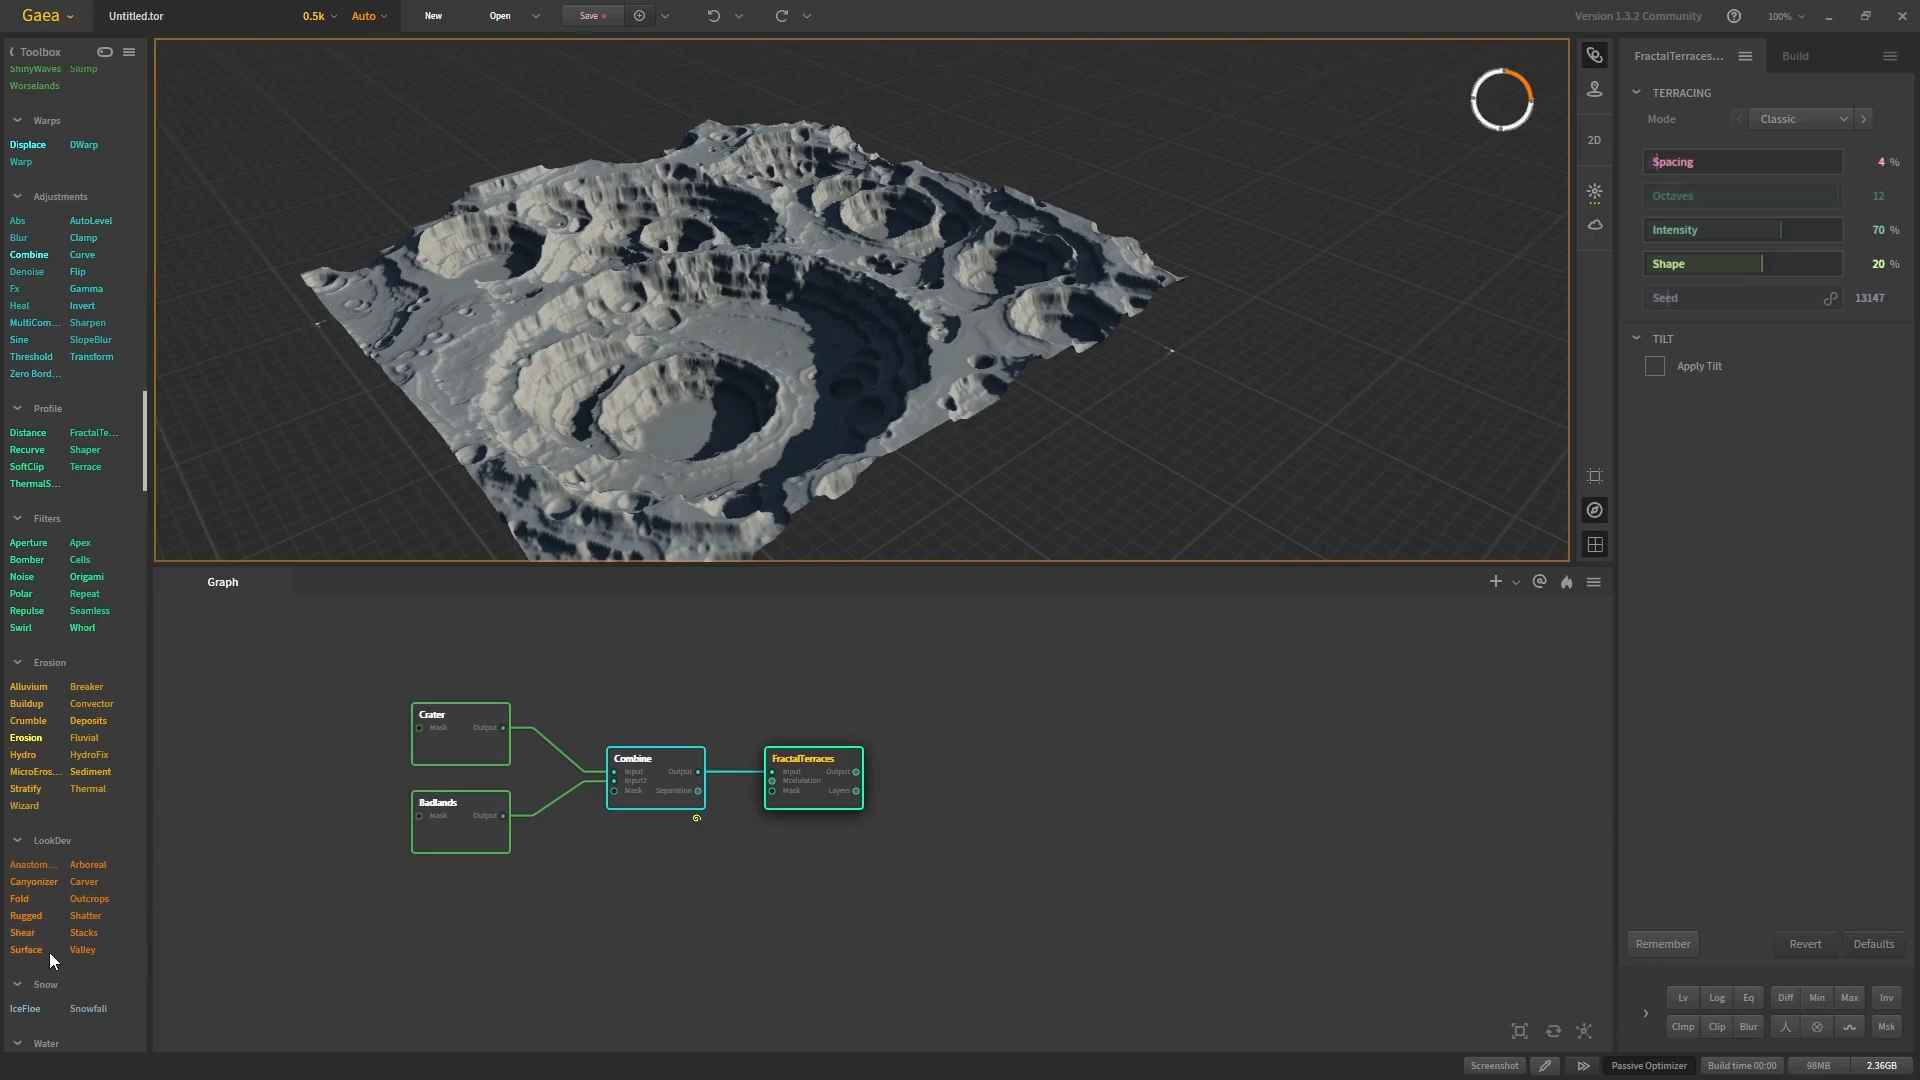 Gaea
Untitled.tor
0.5k
Auto
New
Open
Save
Version 1.3.2 Community
100%
Toolbox
ShinyWaves Slump
Worselands
Warps
Displace DWarp
Warp
Adjustments
Abs AutoLevel
Blur Clamp
Combine Curve
Denoise Flip
Fx Gamma
Heal Invert
MultiCom... Sharpen
Sine SlopeBlur
Threshold Transform
Zero Bord...
Profile
Distance FractalTe...
Recurve Shaper
SoftClip Terrace
ThermalS...
Filters
Aperture Apex
Bomber Cells
Noise Origami
Polar Repeat
Repulse Seamless
Swirl Whorl
Erosion
Alluvium Breaker
Buildup Convector
Crumble Deposits
Erosion Fluvial
Hydro HydroFix
MicroEros... Sediment
Stratify Thermal
Wizard
LookDev
Anastom... Arboreal
Canyonizer Carver
Fold Outcrops
Rugged Shatter
Shear Stacks
Surface Valley
Snow
IceFloe Snowfall
Water
2D
Graph
Crater
Mask Output
Badlands
Mask Output
Combine
Input Output
Input2
Mask Separation
FractalTerraces
Input Output
Modulation
Mask Layers
FractalTerraces...
Build
TERRACING
Mode Classic
Spacing 4 %
Octaves 12
Intensity 70 %
Shape 20 %
Seed 13147
TILT
Apply Tilt
Remember Revert Defaults
Lv Log Eq Diff Min Max Inv
Clmp Clip Blur Msk
Screenshot
Passive Optimizer
Build time 00:00
98MB
2.36GB